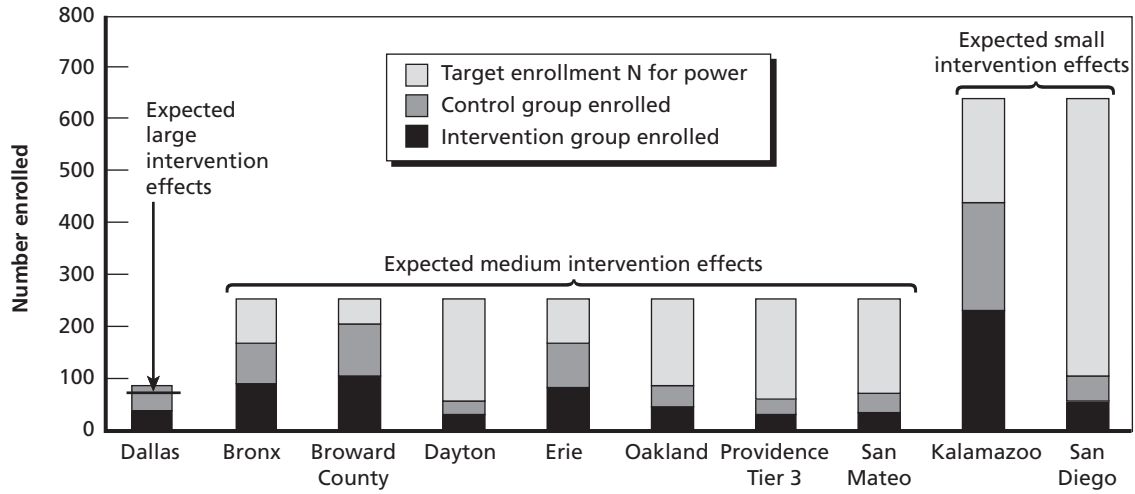 800
700
600
500
400
300
200
100
0
Number enrolled
Target enrollment N for power
Control group enrolled
Intervention group enrolled
Expected
large
intervention
effects
Expected medium intervention effects
Expected small
intervention effects
Dallas
Bronx
Broward
County
Dayton
Erie
Oakland
Providence
Tier 3
San
Mateo
Kalamazoo
San
Diego